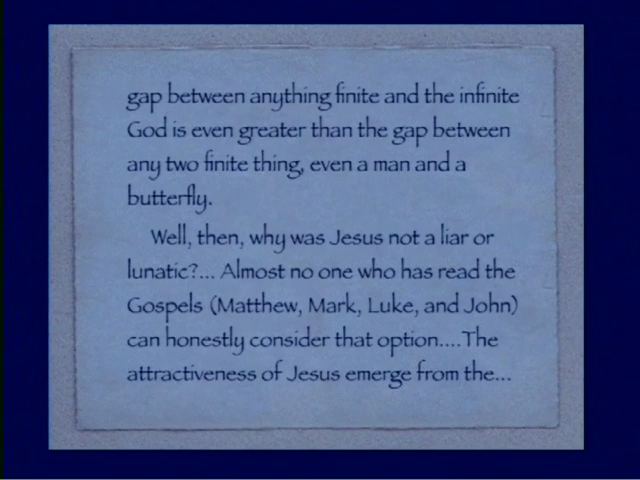 gap between anything finite and the infinite
God is even greater than the gap between
any two finite thing, even a man and a
butterfly.
Well, then, why was Jesus not a liar or
lunatic?... Almost no one who has read the
Gospels (Matthew, Mark, Luke, and John)
can honestly consider that option....The
attractiveness of Jesus emerge from the...